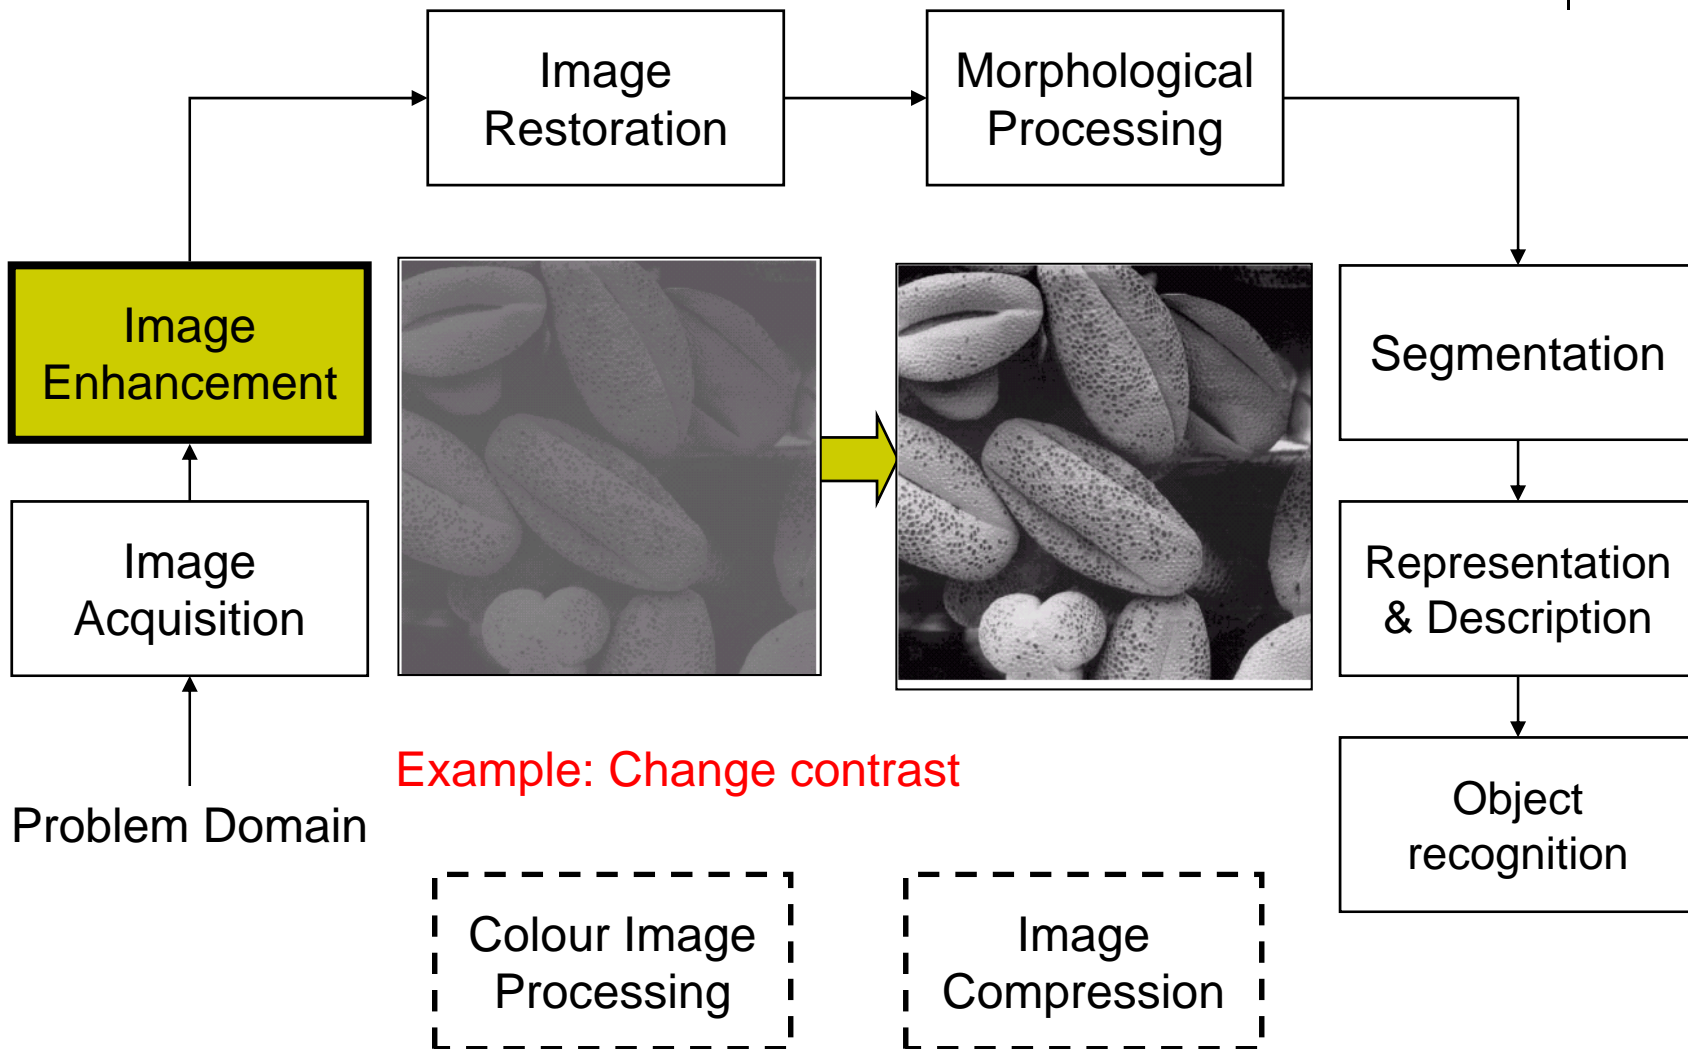 Image
Restoration
Morphological
Processing
Image
Enhancement
Segmentation
Image
Acquisition
Representation
& Description
Example: Change contrast
Problem Domain
Object
recognition
Colour Image
Processing
Image
Compression